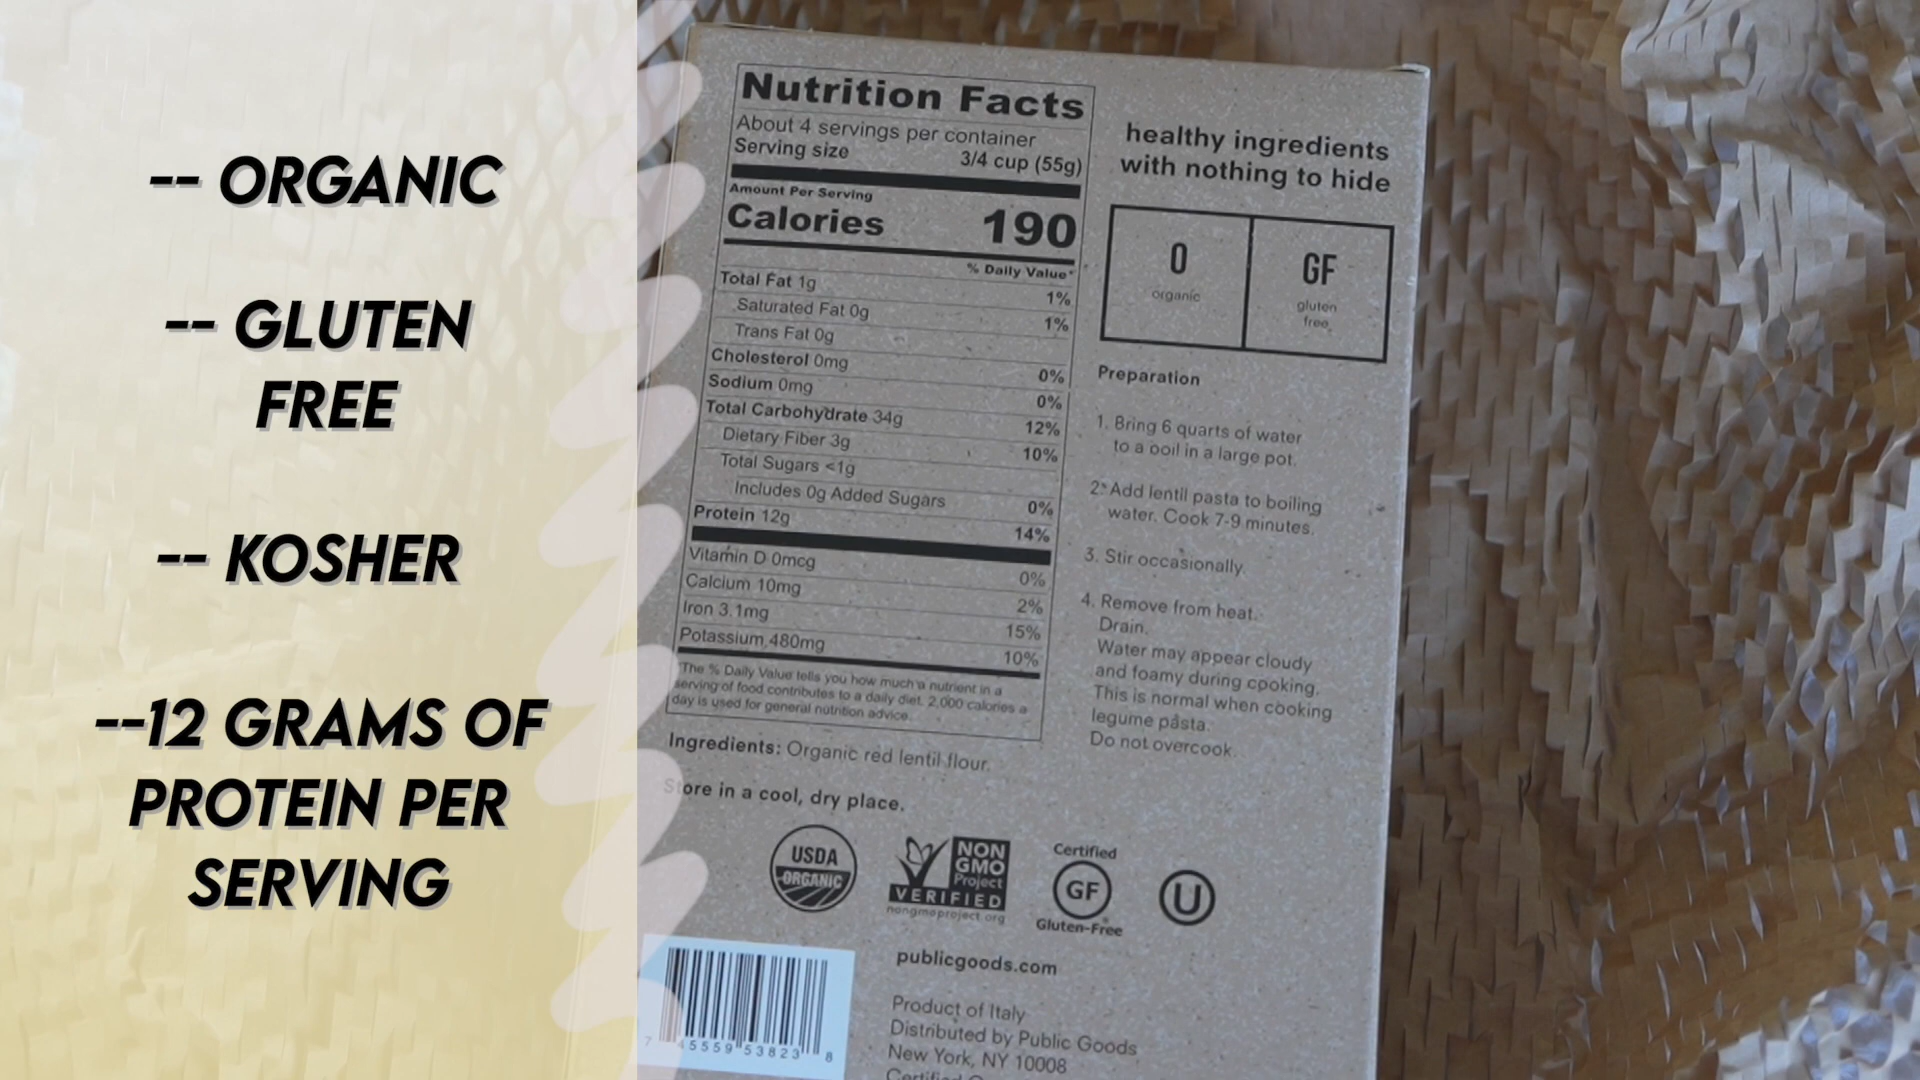 -- ORGANIC
-- GLUTEN
FREE
-- KOSHER
--12 GRAMS OF
PROTEIN PER
SERVING
Nutrition Facts
About 4 servings per container
Serving size 3/4 cup (55g)
Amount Per Serving
Calories 190
% Daily Value*
Total Fat 1g 1%
Saturated Fat 0g 1%
Trans Fat 0g
Cholesterol 0mg 0%
Sodium 0mg 0%
Total Carbohydrate 34g 12%
Dietary Fiber 3g 10%
Total Sugars <1g
Includes 0g Added Sugars 0%
Protein 12g 14%
Vitamin D 0mcg 0%
Calcium 10mg 2%
Iron 3.1mg 15%
Potassium 480mg 10%
*The % Daily Value tells you how much a nutrient in a
serving of food contributes to a daily diet. 2,000 calories a
day is used for general nutrition advice.
Ingredients: Organic red lentil flour.
Store in a cool, dry place.
healthy ingredients
with nothing to hide
O
organic
GF
gluten
free
Preparation
1. Bring 6 quarts of water
to a boil in a large pot.
2. Add lentil pasta to boiling
water. Cook 7-9 minutes.
3. Stir occasionally.
4. Remove from heat.
Drain.
Water may appear cloudy
and foamy during cooking.
This is normal when cooking
legume pasta.
Do not overcook.
USDA
ORGANIC
NON
GMO
Project
VERIFIED
nongmoproject.org
Certified
GF
Gluten-Free
U
publicgoods.com
Product of Italy
Distributed by Public Goods
New York, NY 10008
7 45559 53823 8